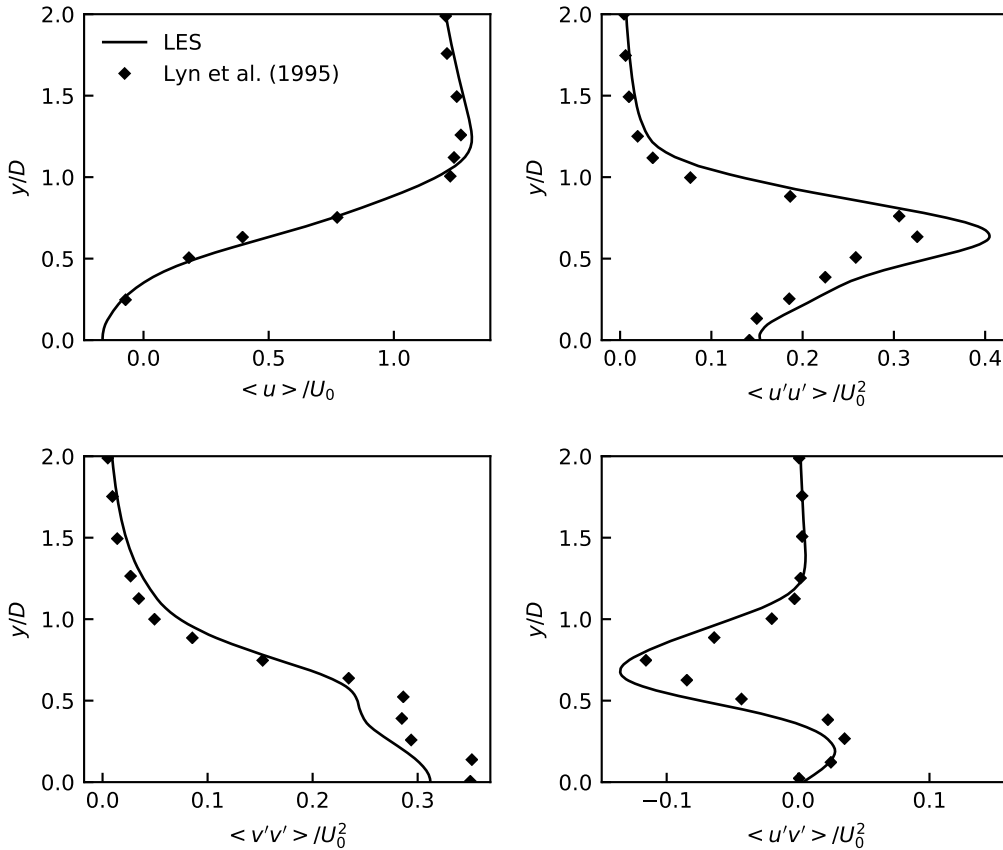 2.0
1.5
1.0
0.5
0.0
y/D
LES
Lyn et al. (1995)
0.0 0.5 1.0
< u > /U₀
2.0
1.5
1.0
0.5
0.0
y/D
0.0 0.1 0.2 0.3 0.4
< u′u′ > /U₀²
2.0
1.5
1.0
0.5
0.0
y/D
0.0 0.1 0.2 0.3
< v′v′ > /U₀²
2.0
1.5
1.0
0.5
0.0
y/D
−0.1 0.0 0.1
< u′v′ > /U₀²